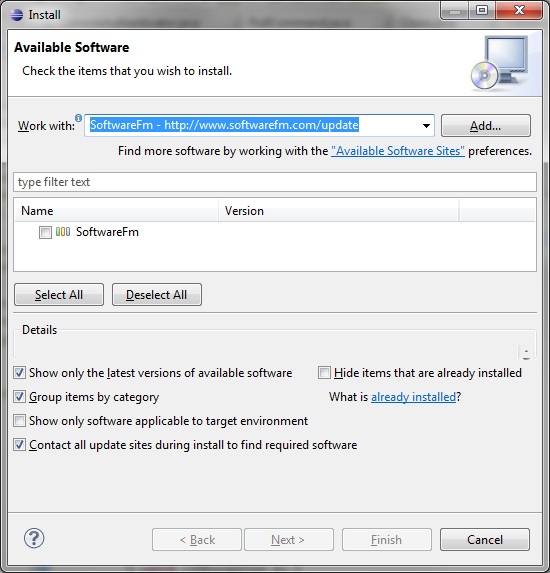 Install
Available Software
Check the items that you wish to install.
Work with: SoftwareFm - http://www.softwarefm.com/update Add...
Find more software by working with the "Available Software Sites" preferences.
type filter text
Name Version
SoftwareFm
Select All Deselect All
Details
Show only the latest versions of available software Hide items that are already installed
Group items by category What is already installed?
Show only software applicable to target environment
Contact all update sites during install to find required software
? < Back Next > Finish Cancel